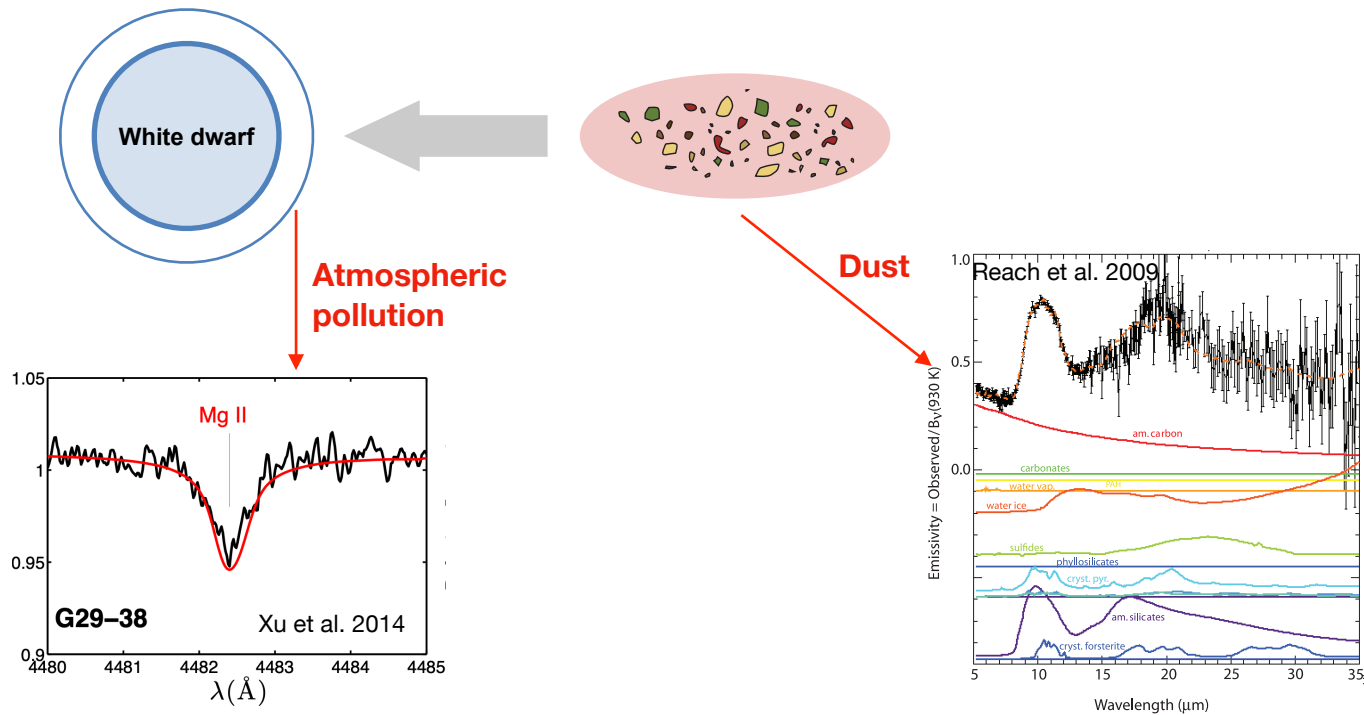 White dwarf
Atmospheric
pollution
Dust
1.05
1
0.95
0.9
Mg II
G29–38
Xu et al. 2014
4480 4481 4482 4483 4484 4485
λ(Å)
Reach et al. 2009
1.0
0.5
0.0
Emissivity = Observed/Bν(930 K)
am. carbon
carbonates
PAH
water vap.
water ice
sulfides
phyllosilicates
cryst. pyr.
am. silicates
cryst. forsterite
5 10 15 20 25 30 35
Wavelength (μm)